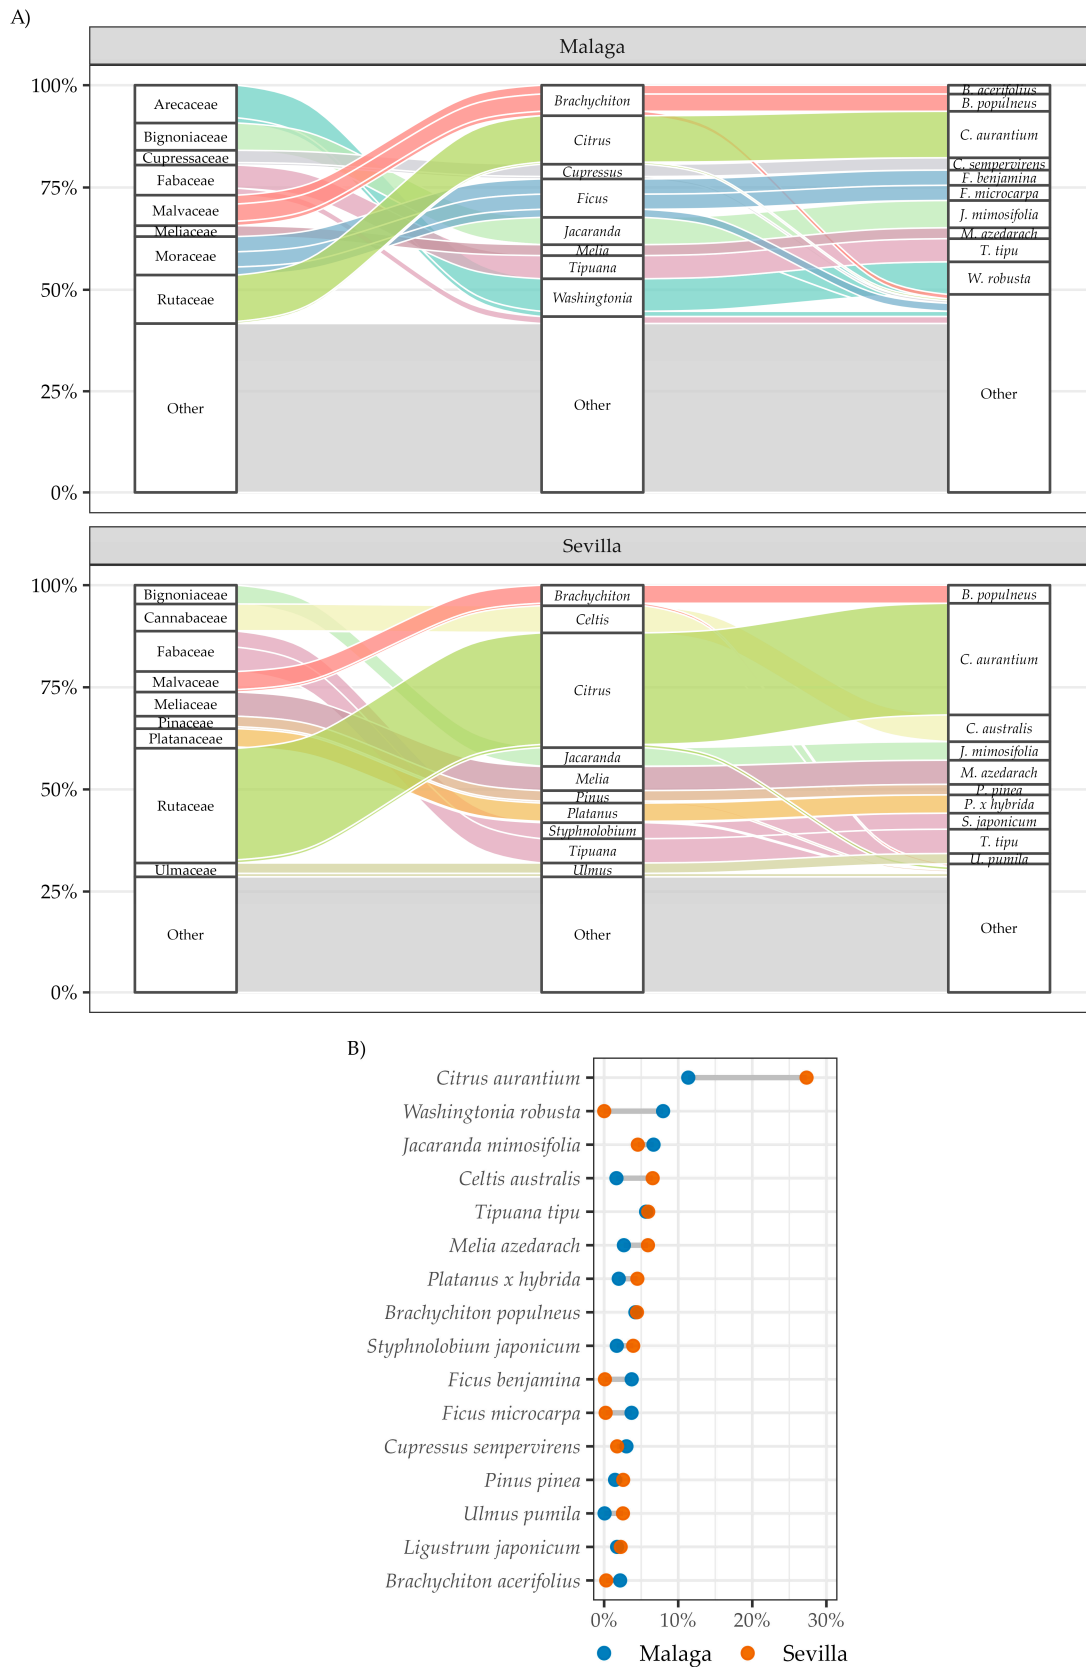 A)
Malaga
100%
75%
50%
25%
0%
Arecaceae
Bignoniaceae
Cupressaceae
Fabaceae
Malvaceae
Meliaceae
Moraceae
Rutaceae
Other
Brachychiton
Citrus
Cupressus
Ficus
Jacaranda
Melia
Tipuana
Washingtonia
Other
B. acerifolius
B. populneus
C. aurantium
C. sempervirens
F. benjamina
F. microcarpa
J. mimosifolia
M. azedarach
T. tipu
W. robusta
Other
Sevilla
100%
75%
50%
25%
0%
Bignoniaceae
Cannabaceae
Fabaceae
Malvaceae
Meliaceae
Pinaceae
Platanaceae
Rutaceae
Ulmaceae
Other
Brachychiton
Celtis
Citrus
Jacaranda
Melia
Pinus
Platanus
Styphnolobium
Tipuana
Ulmus
Other
B. populneus
C. aurantium
C. australis
J. mimosifolia
M. azedarach
P. pinea
P. x hybrida
S. japonicum
T. tipu
U. pumila
Other
B)
Citrus aurantium
Washingtonia robusta
Jacaranda mimosifolia
Celtis australis
Tipuana tipu
Melia azedarach
Platanus x hybrida
Brachychiton populneus
Styphnolobium japonicum
Ficus benjamina
Ficus microcarpa
Cupressus sempervirens
Pinus pinea
Ulmus pumila
Ligustrum japonicum
Brachychiton acerifolius
0% 10% 20% 30%
Malaga Sevilla